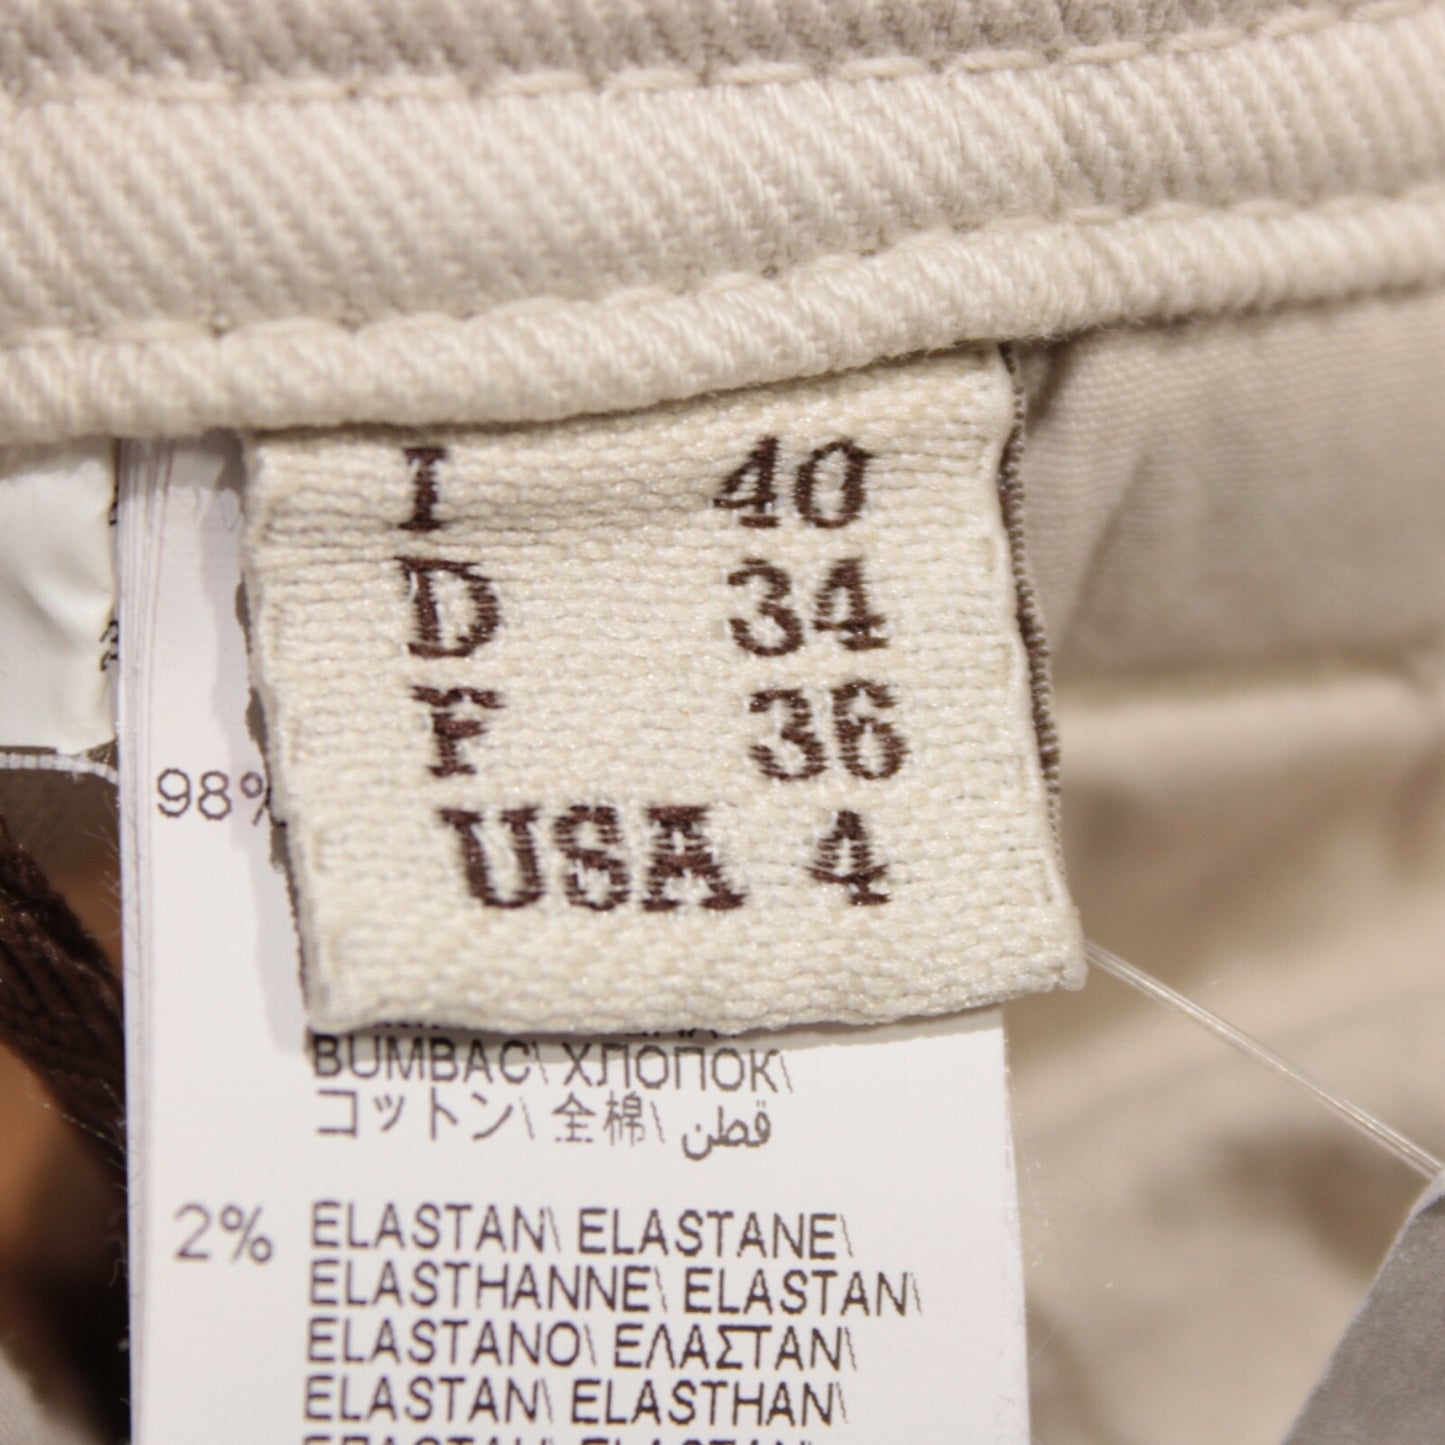 I 40
D 34
F 36
USA 4
98%
BUMBAC\ ХЛОПОК\
コットン\ 全棉\ قطن
2% ELASTAN\ ELASTANE\
ELASTHANNE\ ELASTAN\
ELASTANO\ ΕΛΑΣΤΑΝ\
ELASTAN\ ELASTHAN\